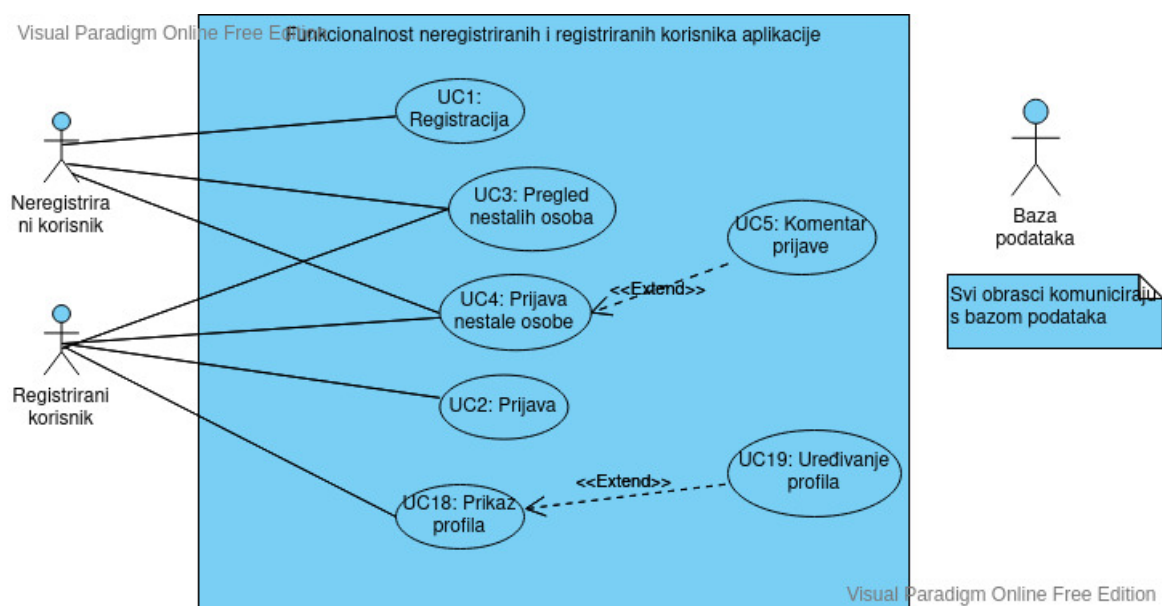 Visual Paradigm Online Free Edition
Funkcionalnost neregistriranih i registriranih korisnika aplikacije
UC1:
Registracija
Neregistrira
ni korisnik
UC3: Pregled
nestalih osoba
UC5: Komentar
prijave
Baza
podataka
<<Extend>>
UC4: Prijava
nestale osobe
Svi obrasci komuniciraju
s bazom podataka
Registrirani
korisnik
UC2: Prijava
UC19: Uređivanje
profila
<<Extend>>
UC18: Prikaz
profila
Visual Paradigm Online Free Edition